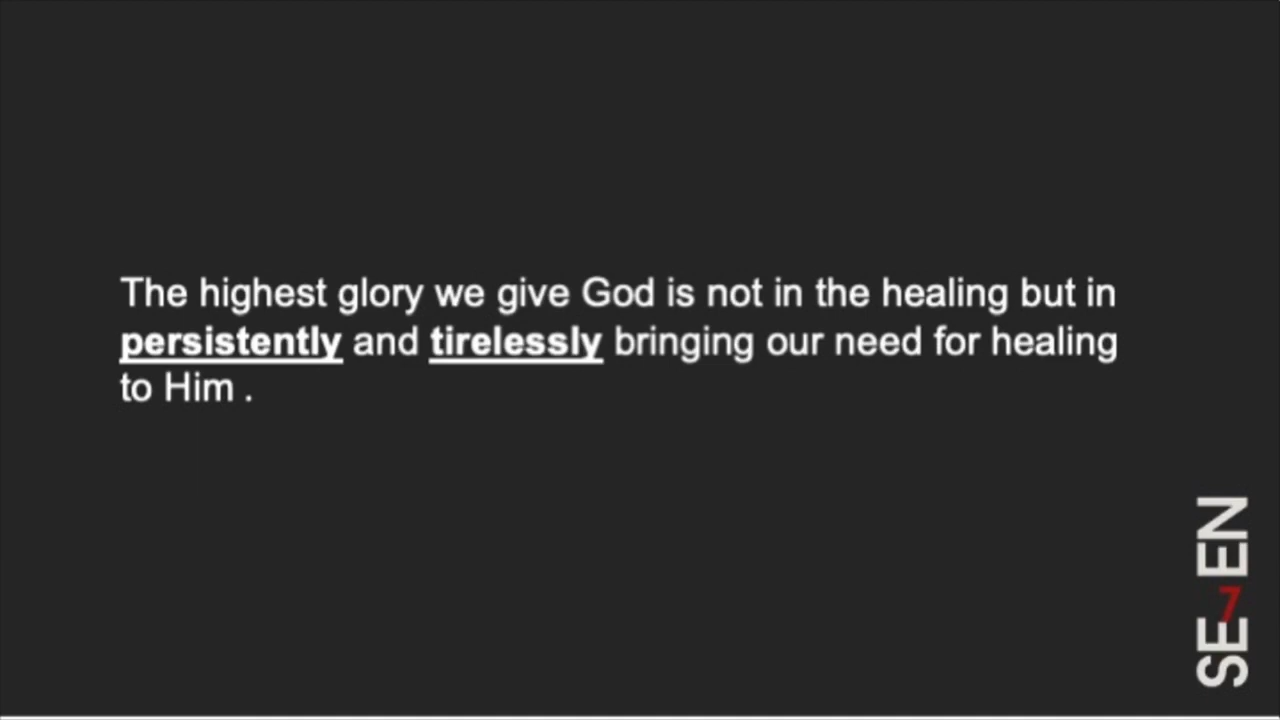 The highest glory we give God is not in the healing but in
persistently and tirelessly bringing our need for healing
to Him .
SE7EN